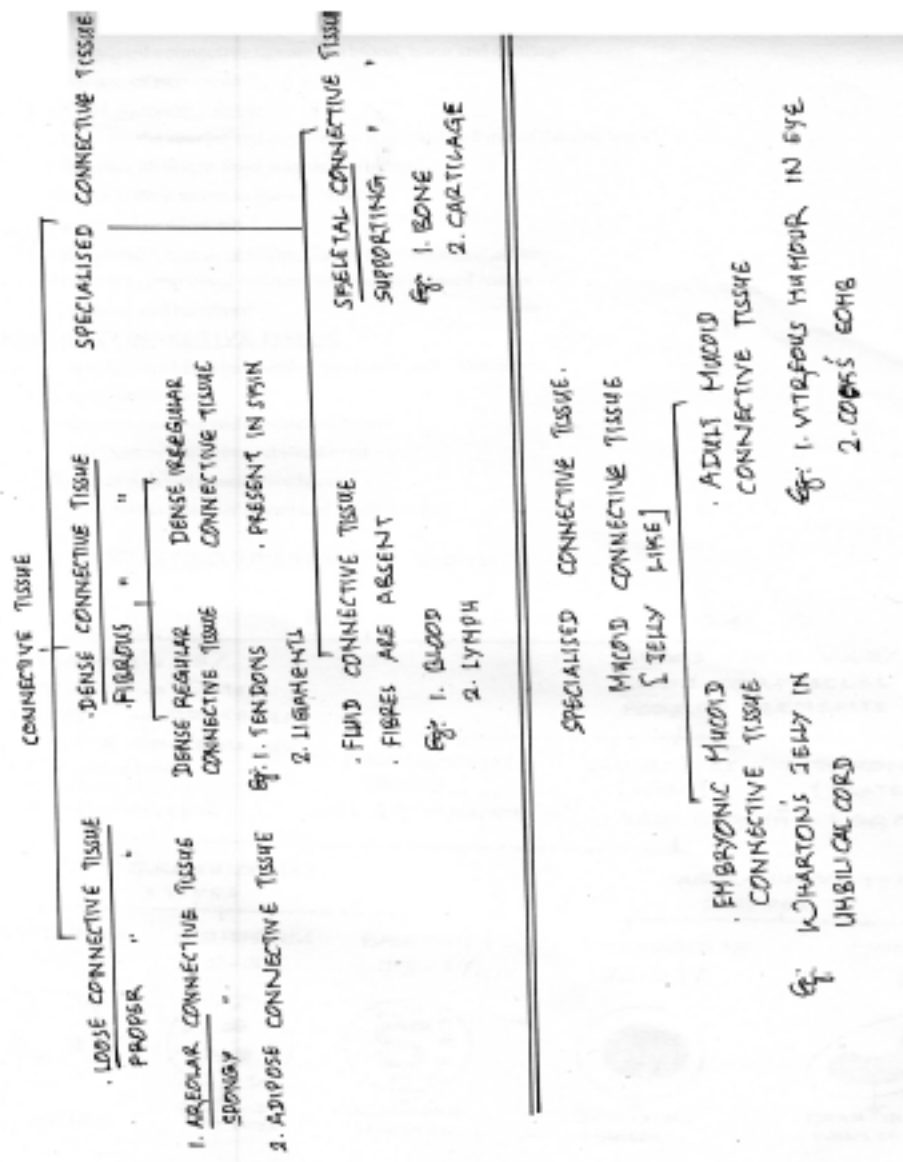 CONNECTIVE TISSUE
. LOOSE CONNECTIVE TISSUE
PROPER " "
1. AREOLAR CONNECTIVE TISSUE
SPONGY " "
2. ADIPOSE CONNECTIVE TISSUE
. DENSE CONNECTIVE TISSUE
FIBROUS " "
DENSE REGULAR
CONNECTIVE TISSUE
Eg: 1. TENDONS
2. LIGAMENTS
DENSE IRREGULAR
CONNECTIVE TISSUE
PRESENT IN SKIN
SPECIALISED CONNECTIVE TISSUE
. FLUID CONNECTIVE TISSUE
. FIBRES ARE ABSENT
Eg: 1. BLOOD
2. LYMPH
SKELETAL CONNECTIVE TISSUE
SUPPORTING " "
Eg: 1. BONE
2. CARTILAGE
SPECIALISED CONNECTIVE TISSUE.
MUCOID CONNECTIVE TISSUE
[JELLY LIKE]
. EMBRYONIC MUCOID
CONNECTIVE TISSUE
Eg: WHARTONS JELLY IN
UMBILICAL CORD
. ADULT MUCOID
CONNECTIVE TISSUE
Eg: 1. VITREOUS HUMOUR IN EYE
2. COCK'S COMB